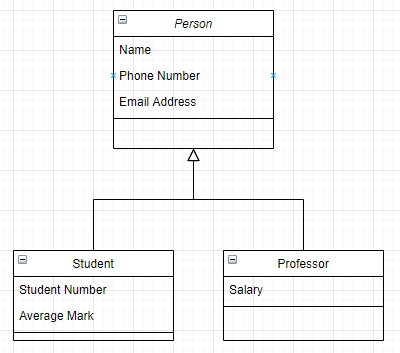 Person
Name
Phone Number
Email Address
Student
Student Number
Average Mark
Professor
Salary